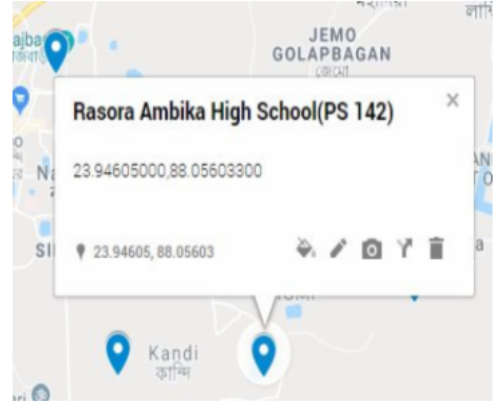 JEMO
GOLAPBAGAN
Rasora Ambika High School(PS 142)
23.94605000,88.05603300
23.94605, 88.05603
Kandi
কান্দি